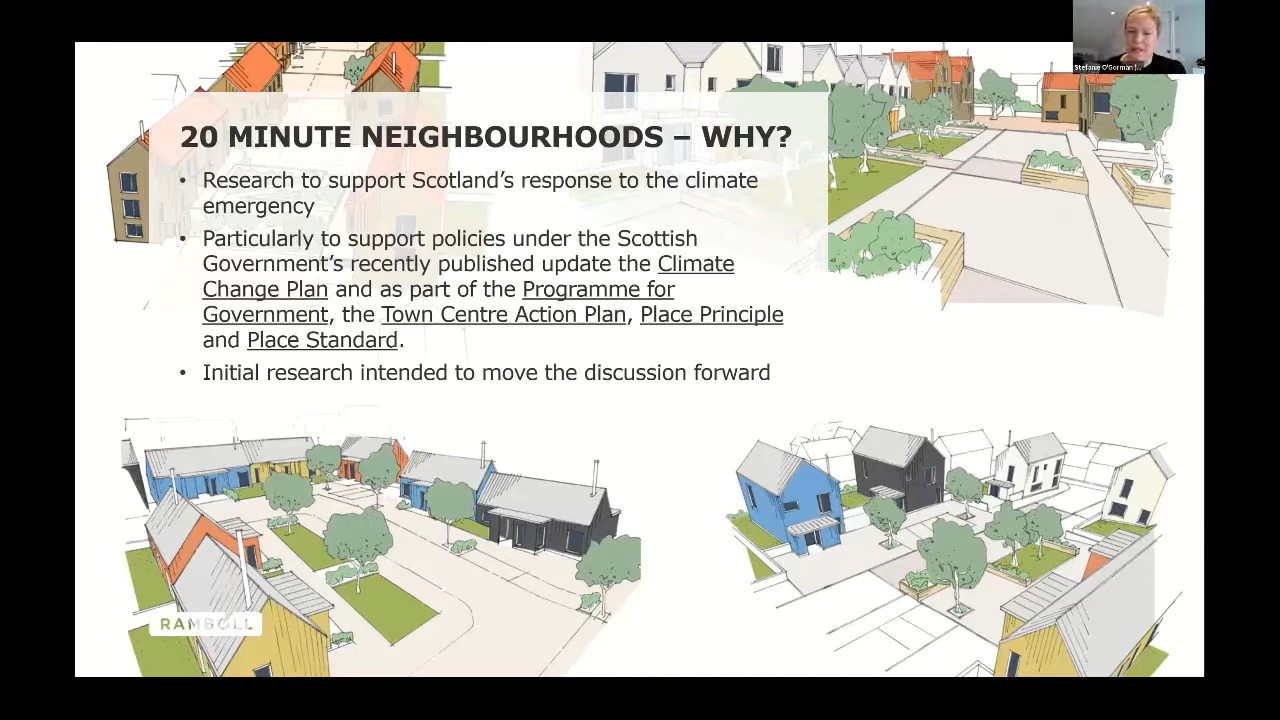 Stefanie O'Gorman (...
20 MINUTE NEIGHBOURHOODS – WHY?
• Research to support Scotland's response to the climate
emergency
• Particularly to support policies under the Scottish
Government's recently published update the Climate
Change Plan and as part of the Programme for
Government, the Town Centre Action Plan, Place Principle
and Place Standard.
• Initial research intended to move the discussion forward
RAMBOLL